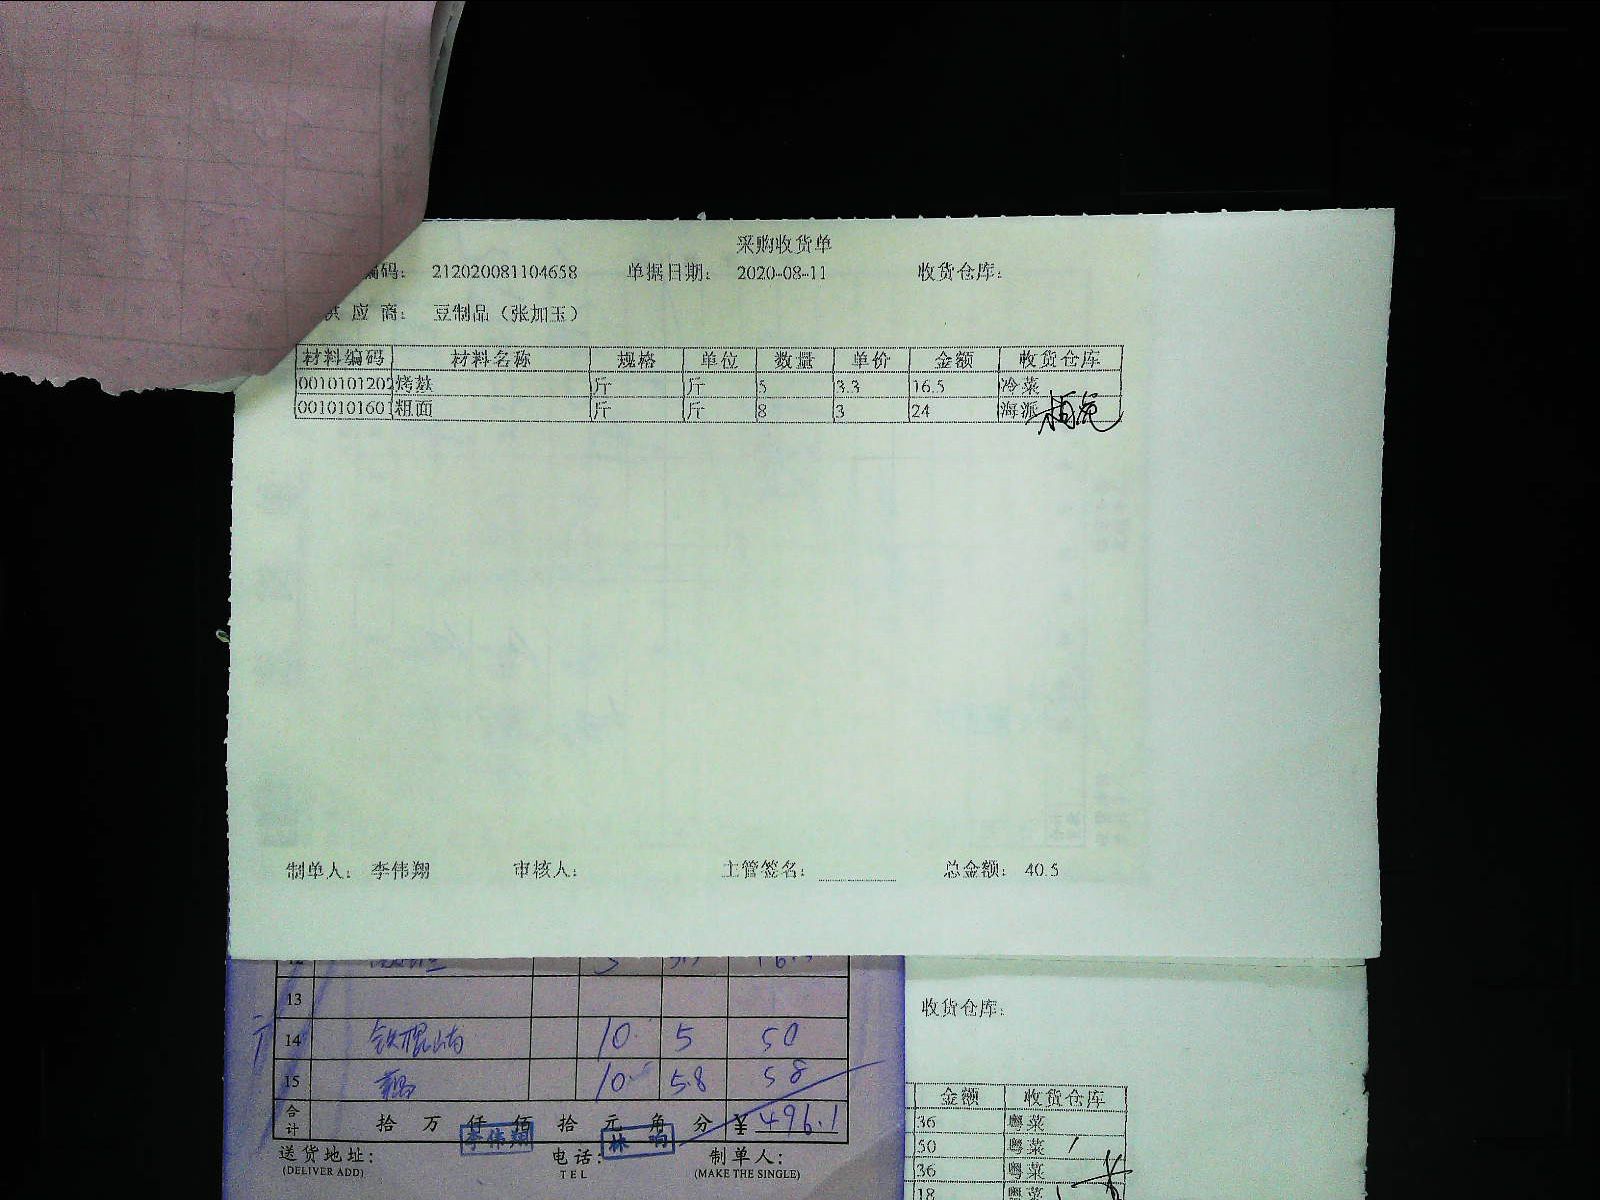 采购收货单
编码： 212020081104658 单据日期： 2020-08-11 收货仓库：
供 应 商： 豆制品（张加玉）
材料编码 材料名称 规格 单位 数量 单价 金额 收货仓库
0010101202 烤麸 斤 斤 5 3.3 16.5 冷菜
001010160 粗面 斤 斤 8 3 24 海派
制单人： 李伟翔 审核人： 主管签名： 总金额： 40.5
12
13
14 铁棍山药 10 5 50
15 10 5.8 58
合计 拾 万 仟 佰 拾 元 角 分 ¥ 496.1
李伟翔 林
送货地址： 电话： 制单人：
(DELIVER ADD) TEL (MAKE THE SINGLE)
收货仓库：
金额 收货仓库
36 粤菜
50 粤菜
36 粤菜
18 粤菜